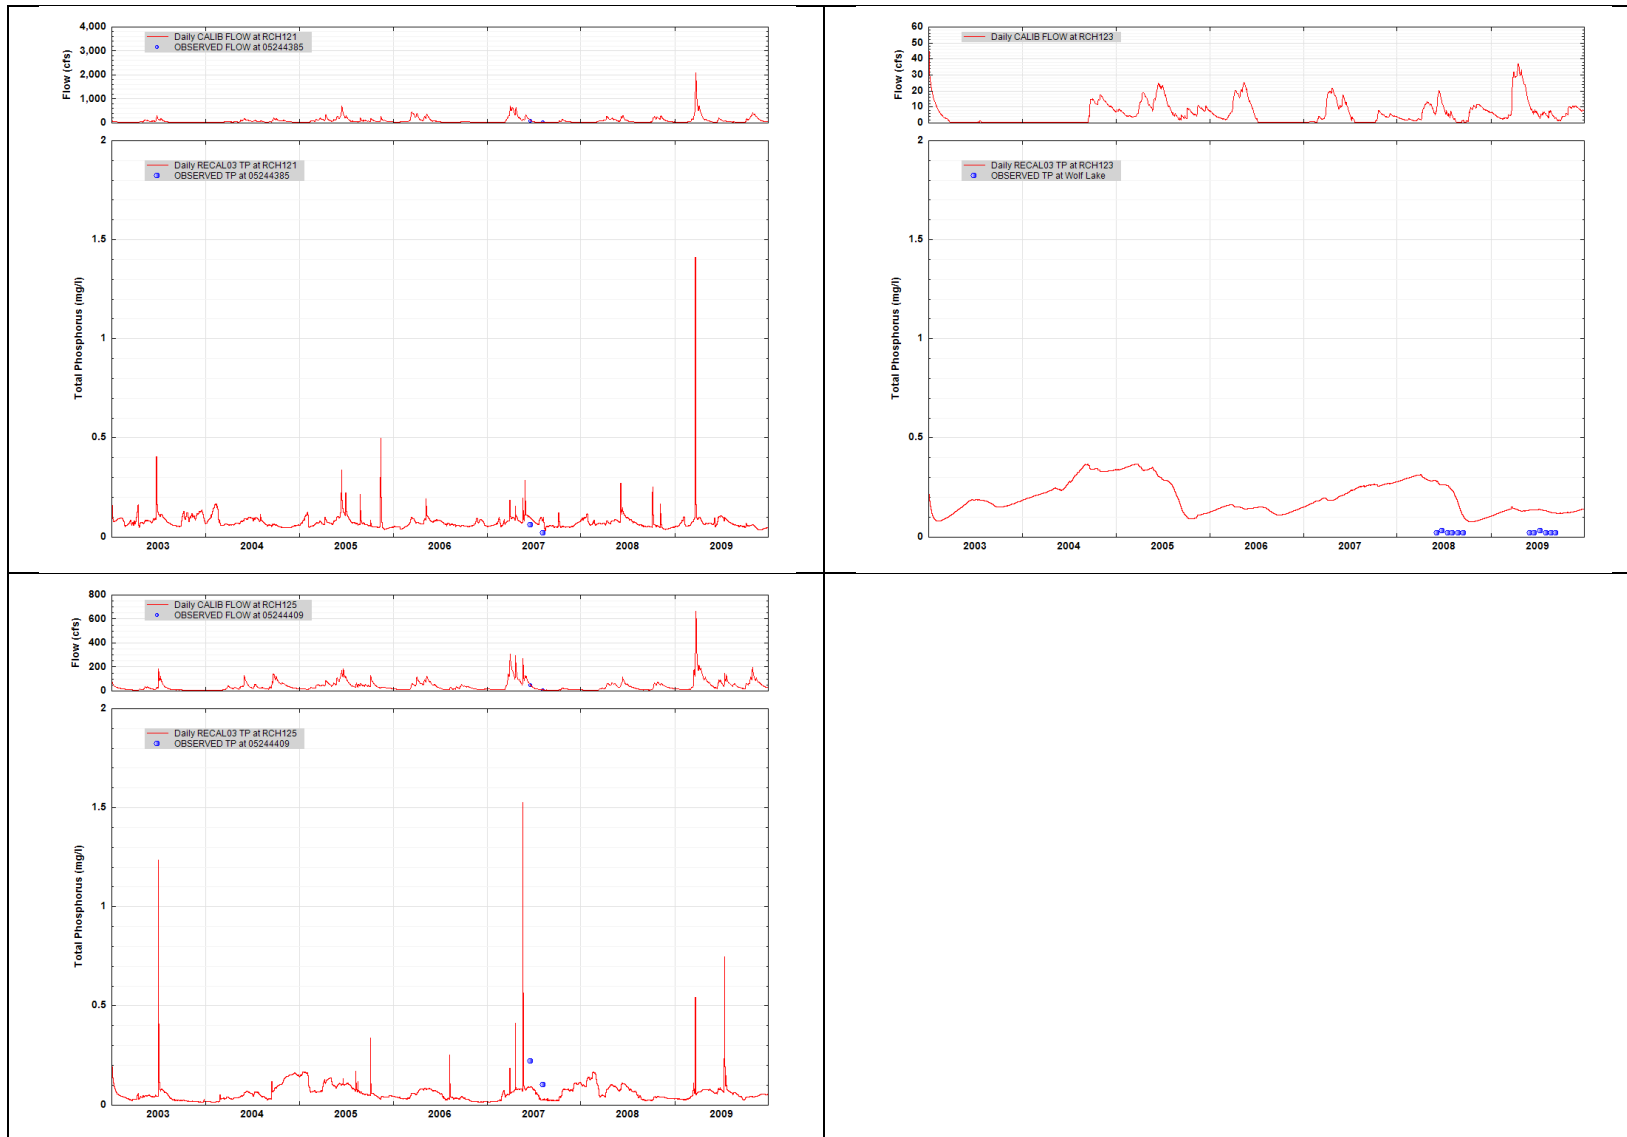 4,000
3,000
2,000
1,000
0
Flow (cfs)
Daily CALIB FLOW at RCH121
OBSERVED FLOW at 05244385
2
1.5
1
0.5
0
Total Phosphorus (mg/l)
Daily RECAL03 TP at RCH121
OBSERVED TP at 05244385
2003 2004 2005 2006 2007 2008 2009
60
50
40
30
20
10
0
Flow (cfs)
Daily CALIB FLOW at RCH123
2
1.5
1
0.5
0
Total Phosphorus (mg/l)
Daily RECAL03 TP at RCH123
OBSERVED TP at Wolf Lake
2003 2004 2005 2006 2007 2008 2009
800
600
400
200
0
Flow (cfs)
Daily CALIB FLOW at RCH125
OBSERVED FLOW at 05244409
2
1.5
1
0.5
0
Total Phosphorus (mg/l)
Daily RECAL03 TP at RCH125
OBSERVED TP at 05244409
2003 2004 2005 2006 2007 2008 2009